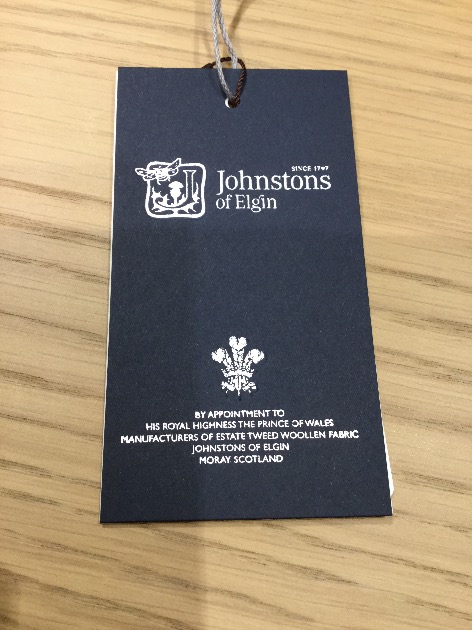 SINCE 1797
Johnstons
of Elgin
BY APPOINTMENT TO
HIS ROYAL HIGHNESS THE PRINCE OF WALES
MANUFACTURERS OF ESTATE TWEED WOOLLEN FABRIC
JOHNSTONS OF ELGIN
MORAY SCOTLAND